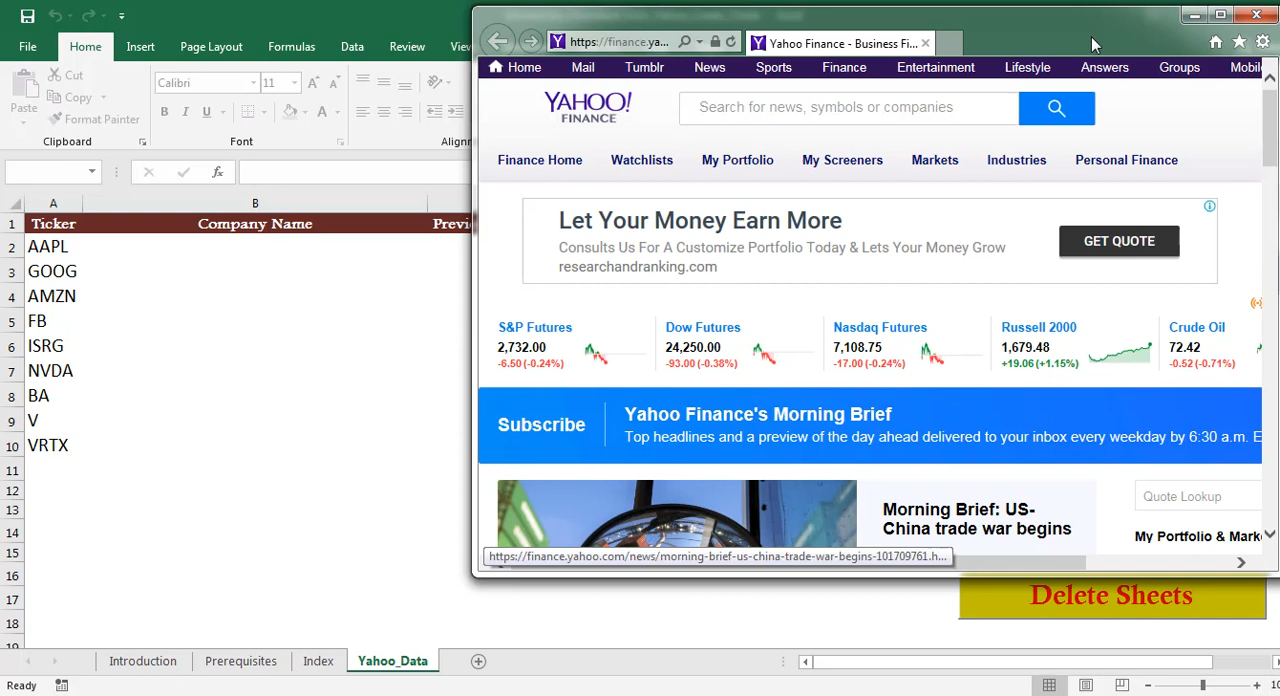 File Home Insert Page Layout Formulas Data Review
Cut
Copy
Format Painter
Paste
Calibri 11
B I U
Clipboard Font
fx
A B
Ticker Company Name
1
2 AAPL
3 GOOG
4 AMZN
5 FB
6 ISRG
7 NVDA
8 BA
9 V
10 VRTX
11
12
13
14
15
16
17
18
https://finance.ya...
Yahoo Finance - Business Fi...
Home Mail Tumblr News Sports Finance Entertainment Lifestyle Answers Groups
YAHOO!
FINANCE
Search for news, symbols or companies
Finance Home Watchlists My Portfolio My Screeners Markets Industries Personal Finance
Let Your Money Earn More
Consults Us For A Customize Portfolio Today & Lets Your Money Grow
researchandranking.com
GET QUOTE
S&P Futures Dow Futures Nasdaq Futures Russell 2000 Crude Oil
2,732.00 24,250.00 7,108.75 1,679.48 72.42
-6.50 (-0.24%) -93.00 (-0.38%) -17.00 (-0.24%) +19.06 (+1.15%) -0.52 (-0.71%)
Subscribe
Yahoo Finance's Morning Brief
Top headlines and a preview of the day ahead delivered to your inbox every weekday by 6:30 a.m. E
Morning Brief: US-
China trade war begins
Quote Lookup
My Portfolio & Mark
https://finance.yahoo.com/news/morning-brief-us-china-trade-war-begins-101709761.h...
Delete Sheets
Introduction Prerequisites Index Yahoo_Data
Ready